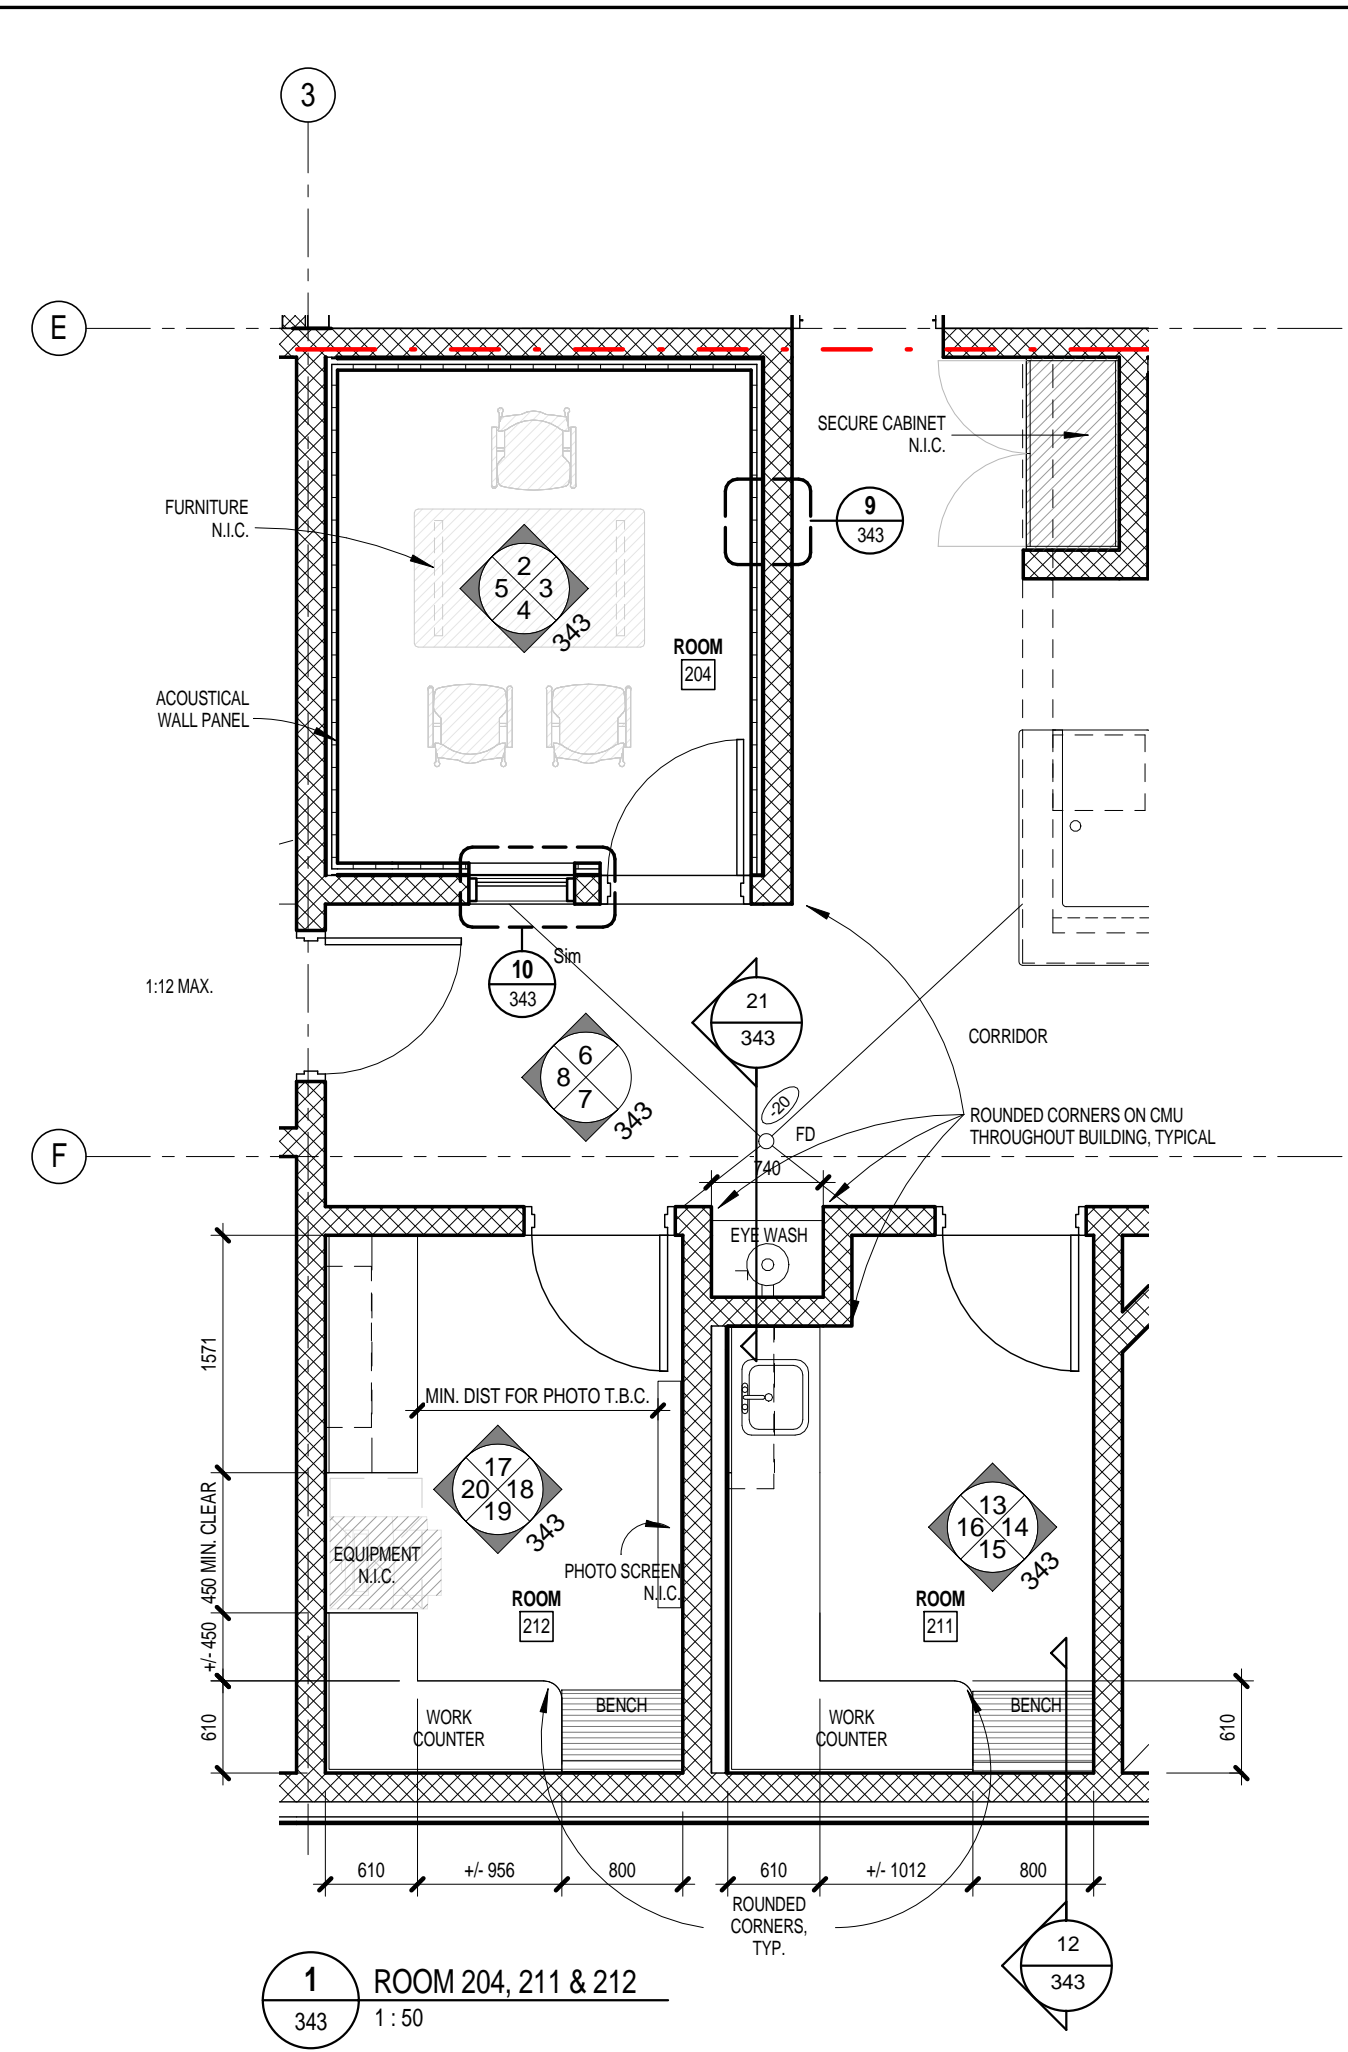 3
E
SECURE CABINET
N.I.C.
FURNITURE
N.I.C.
9
343
2
5 3
4
343
ROOM
204
ACOUSTICAL
WALL PANEL
Sim
10
343
1:12 MAX.
21
343
CORRIDOR
6
8
7
343
-20
FD
ROUNDED CORNERS ON CMU
THROUGHOUT BUILDING, TYPICAL
F
740
EYE WASH
1571
MIN. DIST FOR PHOTO T.B.C.
17
20 18
19
343
450 MIN. CLEAR
EQUIPMENT
N.I.C.
PHOTO SCREEN
N.I.C.
13
16 14
15
343
ROOM
212
ROOM
211
+/- 450
610
WORK
COUNTER
BENCH
WORK
COUNTER
BENCH
610
610
+/- 956
800
610
+/- 1012
800
ROUNDED
CORNERS,
TYP.
12
343
1
343
ROOM 204, 211 & 212
1 : 50